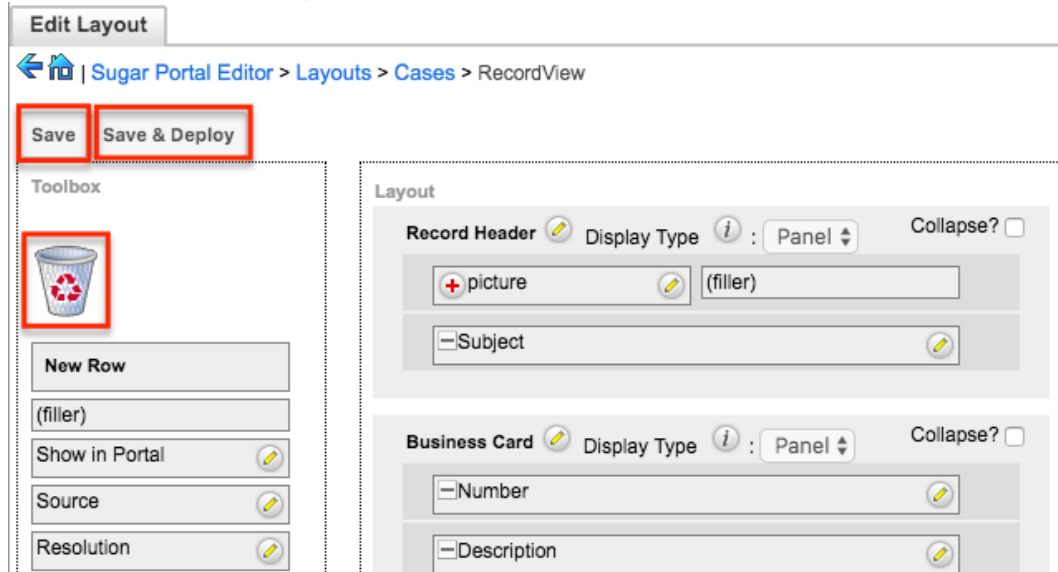 Edit Layout
| Sugar Portal Editor > Layouts > Cases > RecordView
Save Save & Deploy
Toolbox
New Row
(filler)
Show in Portal
Source
Resolution
Layout
Record Header Display Type i : Panel Collapse?
picture (filler)
Subject
Business Card Display Type i : Panel Collapse?
Number
Description